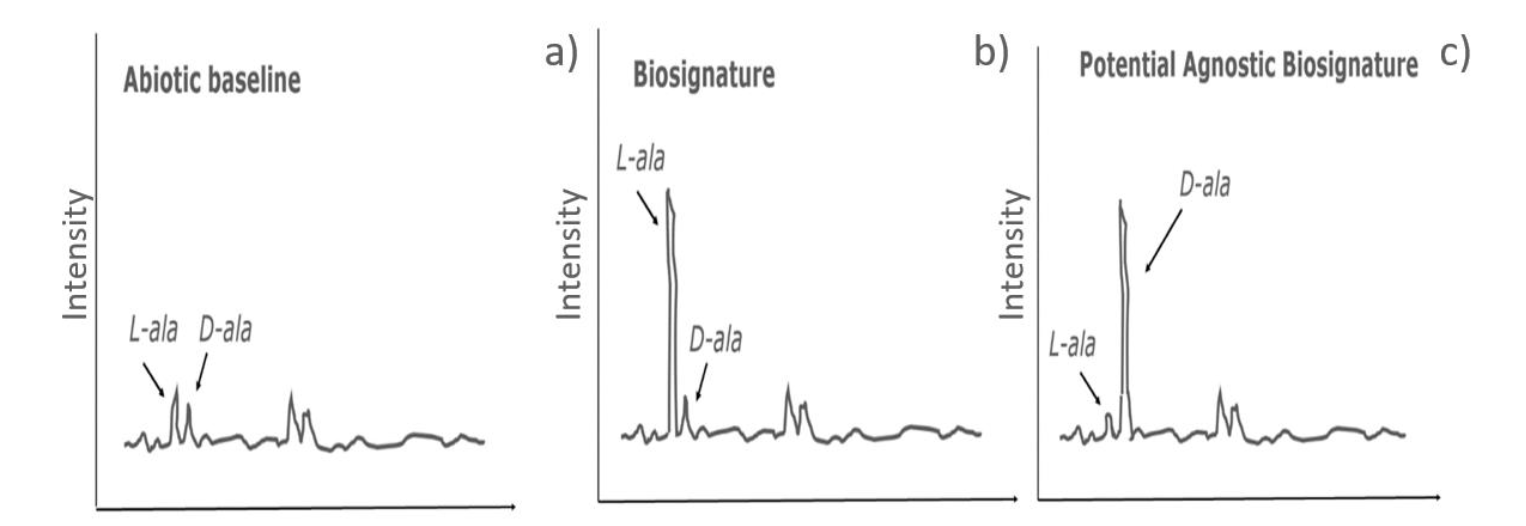 a)
Abiotic baseline
Intensity
L-ala
D-ala
b)
Biosignature
Intensity
L-ala
D-ala
c)
Potential Agnostic Biosignature
Intensity
D-ala
L-ala